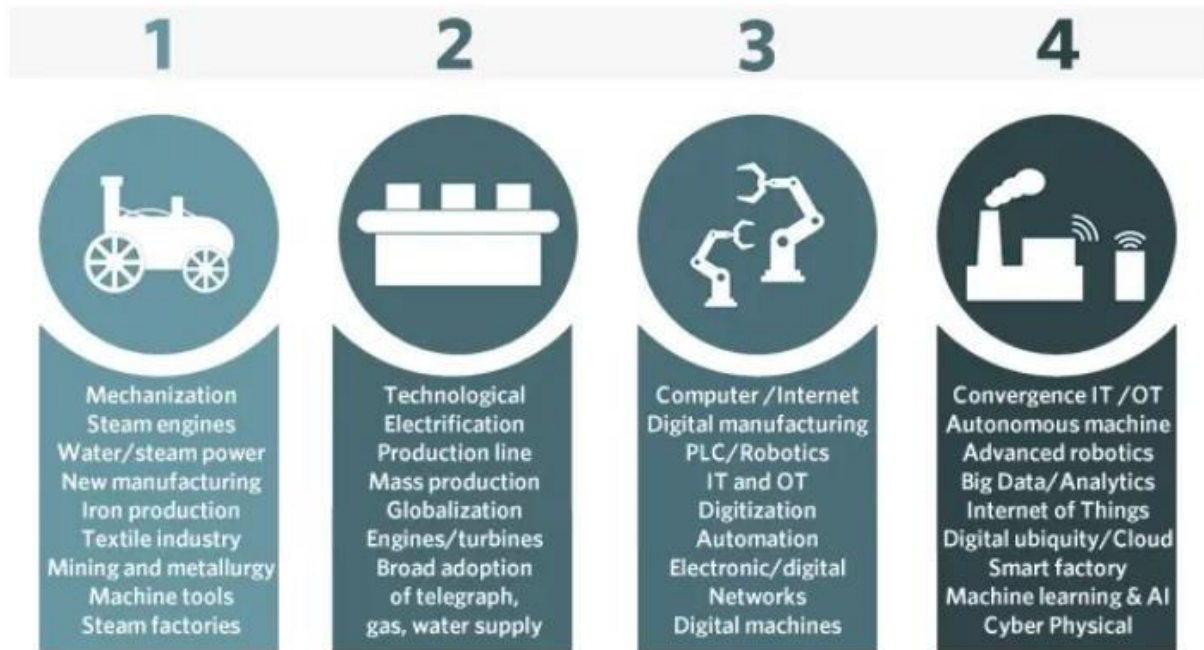 1
2
3
4
Mechanization
Steam engines
Water/steam power
New manufacturing
Iron production
Textile industry
Mining and metallurgy
Machine tools
Steam factories
Technological
Electrification
Production line
Mass production
Globalization
Engines/turbines
Broad adoption
of telegraph,
gas, water supply
Computer /Internet
Digital manufacturing
PLC/Robotics
IT and OT
Digitization
Automation
Electronic/digital
Networks
Digital machines
Convergence IT /OT
Autonomous machine
Advanced robotics
Big Data/Analytics
Internet of Things
Digital ubiquity/Cloud
Smart factory
Machine learning & AI
Cyber Physical